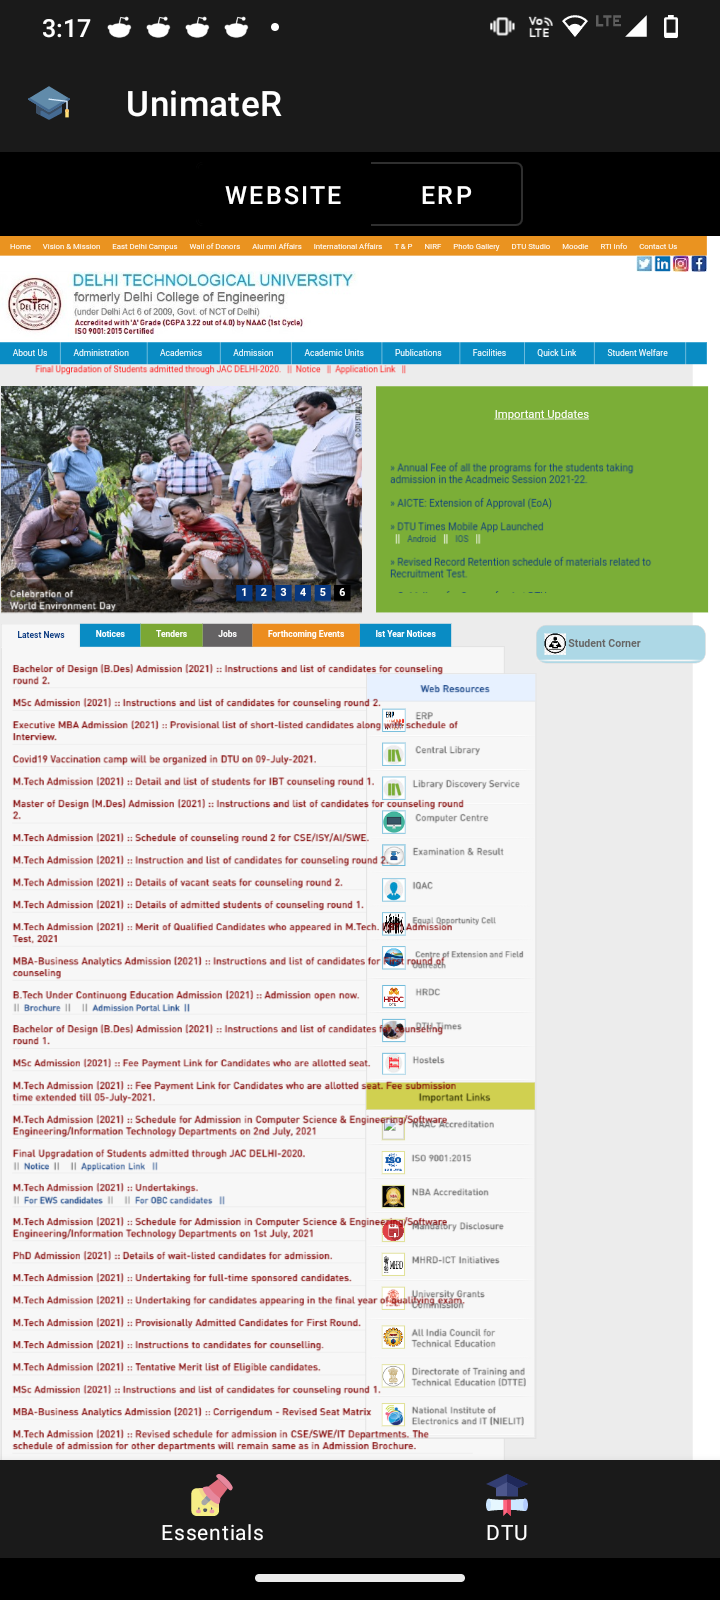 3:17
Vo LTE
LTE
UnimateR
WEBSITE ERP
Home Vision & Mission East Delhi Campus Wall of Donors Alumni Affairs International Affairs T & P NIRF Photo Gallery DTU Studio Moodle RTI Info Contact Us
DELHI TECHNOLOGICAL UNIVERSITY
formerly Delhi College of Engineering
(under Delhi Act 6 of 2009, Govt. of NCT of Delhi)
Accredited with 'A' Grade (CGPA 3.22 out of 4.0) by NAAC (1st Cycle)
ISO 9001:2015 Certified
DELTECH
About Us Administration Academics Admission Academic Units Publications Facilities Quick Link Student Welfare
Final Upgradation of Students admitted through JAC DELHI-2020. || Notice || Application Link ||
Celebration of
World Environment Day
1 2 3 4 5 6
Important Updates
» Annual Fee of all the programs for the students taking
admission in the Acadmeic Session 2021-22.
» AICTE: Extension of Approval (EoA)
» DTU Times Mobile App Launched
|| Android || IOS ||
» Revised Record Retention schedule of materials related to
Recruitment Test.
Latest News Notices Tenders Jobs Forthcoming Events Ist Year Notices
Student Corner
Bachelor of Design (B.Des) Admission (2021) :: Instructions and list of candidates for counseling
round 2.
MSc Admission (2021) :: Instructions and list of candidates for counseling round 2.
Executive MBA Admission (2021) :: Provisional list of short-listed candidates along with schedule of
Interview.
Covid19 Vaccination camp will be organized in DTU on 09-July-2021.
M.Tech Admission (2021) :: Detail and list of students for IBT counseling round 1.
Master of Design (M.Des) Admission (2021) :: Instructions and list of candidates for counseling round
2.
M.Tech Admission (2021) :: Schedule of counseling round 2 for CSE/ISY/AI/SWE.
M.Tech Admission (2021) :: Instruction and list of candidates for counseling round 2.
M.Tech Admission (2021) :: Details of vacant seats for counseling round 2.
M.Tech Admission (2021) :: Details of admitted students of counseling round 1.
M.Tech Admission (2021) :: Merit of Qualified Candidates who appeared in M.Tech. Admission
Test, 2021
MBA-Business Analytics Admission (2021) :: Instructions and list of candidates for First round of
counseling
B.Tech Under Continuong Education Admission (2021) :: Admission open now.
|| Brochure || || Admission Portal Link ||
Bachelor of Design (B.Des) Admission (2021) :: Instructions and list of candidates for counseling
round 1.
MSc Admission (2021) :: Fee Payment Link for Candidates who are allotted seat.
M.Tech Admission (2021) :: Fee Payment Link for Candidates who are allotted seat. Fee submission
time extended till 05-July-2021.
M.Tech Admission (2021) :: Schedule for Admission in Computer Science & Engineering/Software
Engineering/Information Technology Departments on 2nd July, 2021
Final Upgradation of Students admitted through JAC DELHI-2020.
|| Notice || || Application Link ||
M.Tech Admission (2021) :: Undertakings.
|| For EWS candidates || || For OBC candidates ||
M.Tech Admission (2021) :: Schedule for Admission in Computer Science & Engineering/Software
Engineering/Information Technology Departments on 1st July, 2021
PhD Admission (2021) :: Details of wait-listed candidates for admission.
M.Tech Admission (2021) :: Undertaking for full-time sponsored candidates.
M.Tech Admission (2021) :: Undertaking for candidates appearing in the final year of qualifying exam.
M.Tech Admission (2021) :: Provisionally Admitted Candidates for First Round.
M.Tech Admission (2021) :: Instructions to candidates for counselling.
M.Tech Admission (2021) :: Tentative Merit list of Eligible candidates.
MSc Admission (2021) :: Instructions and list of candidates for counseling round 1.
MBA-Business Analytics Admission (2021) :: Corrigendum - Revised Seat Matrix
M.Tech Admission (2021) :: Revised schedule for admission in CSE/SWE/IT Departments. The
schedule of admission for other departments will remain same as in Admission Brochure.
Web Resources
ERP
Central Library
Library Discovery Service
Computer Centre
Examination & Result
IQAC
Equal Opportunity Cell
Centre of Extension and Field
Outreach
HRDC
DTU Times
Hostels
Important Links
NAAC Accreditation
ISO 9001:2015
NBA Accreditation
Mandatory Disclosure
MHRD-ICT Initiatives
University Grants
Commission
All India Council for
Technical Education
Directorate of Training and
Technical Education (DTTE)
National Institute of
Electronics and IT (NIELIT)
Essentials DTU